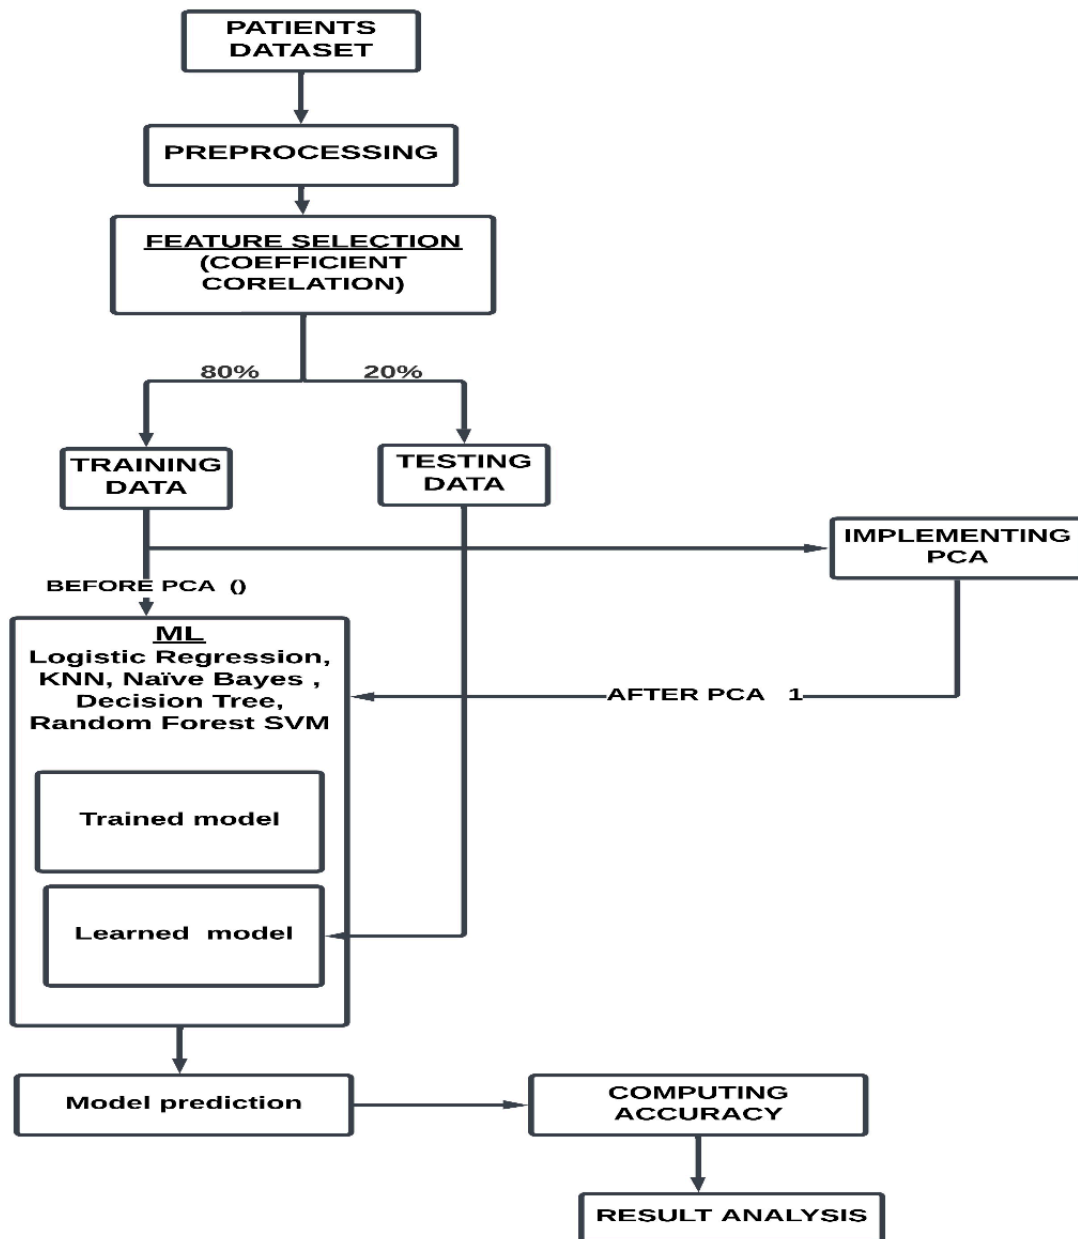 PATIENTS
DATASET
PREPROCESSING
FEATURE SELECTION
(COEFFICIENT
CORELATION)
80%
20%
TRAINING
DATA
TESTING
DATA
IMPLEMENTING
PCA
BEFORE PCA ()
ML
Logistic Regression,
KNN, Naïve Bayes ,
Decision Tree,
Random Forest SVM
AFTER PCA 1
Trained model
Learned model
Model prediction
COMPUTING
ACCURACY
RESULT ANALYSIS